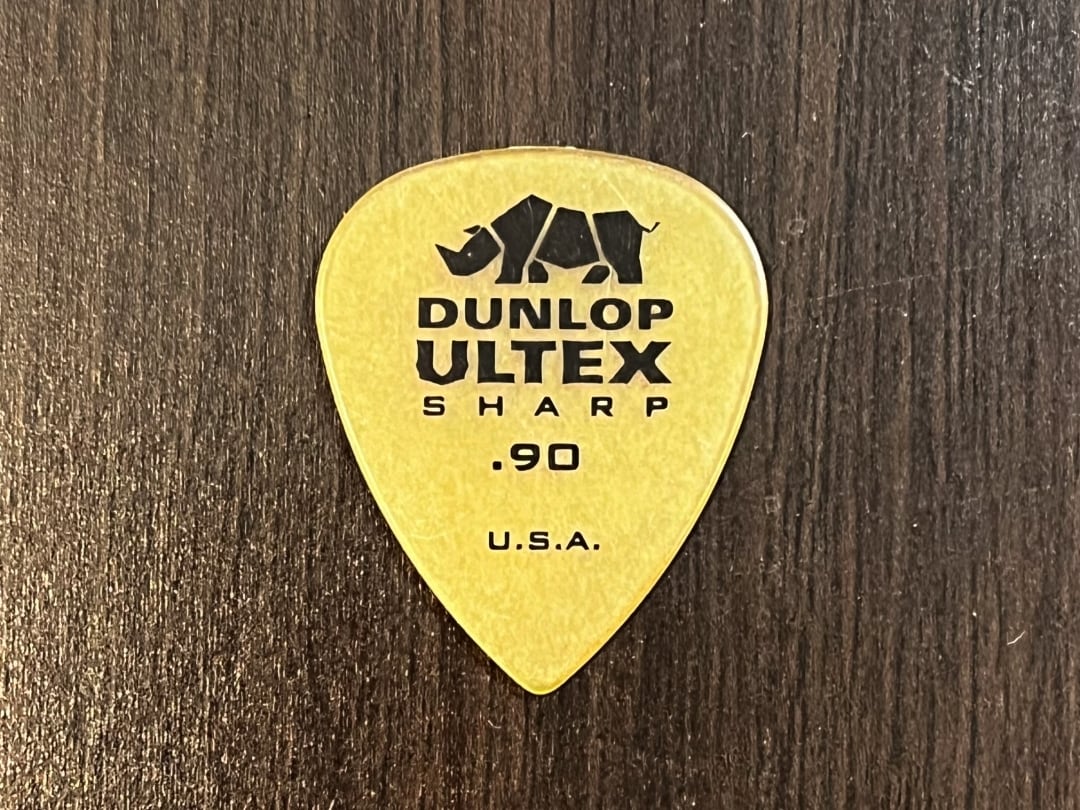 DUNLOP
ULTEX
SHARP
.90
U.S.A.